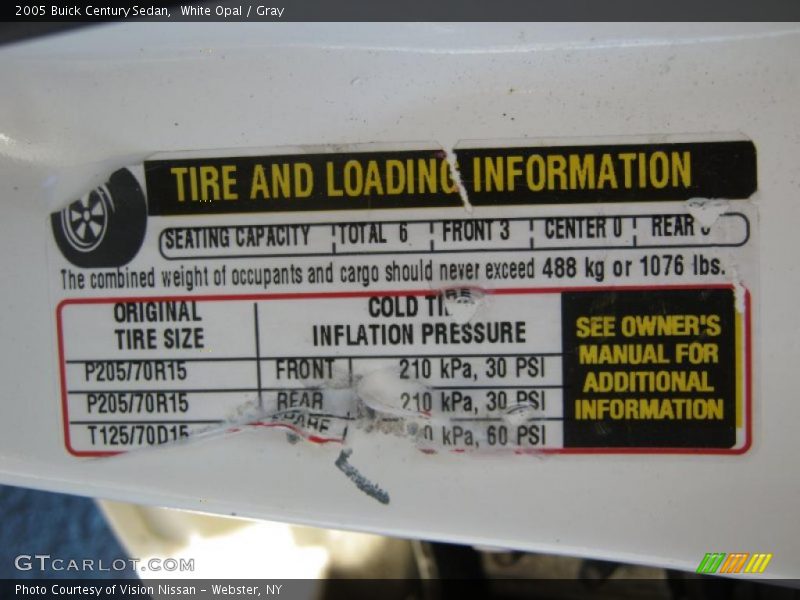 2005 Buick Century Sedan, White Opal / Gray
TIRE AND LOADING INFORMATION
SEATING CAPACITY TOTAL 6 FRONT 3 CENTER 0 REAR
The combined weight of occupants and cargo should never exceed 488 kg or 1076 lbs.
ORIGINAL
TIRE SIZE
COLD TIRE
INFLATION PRESSURE
P205/70R15 FRONT 210 kPa, 30 PSI
P205/70R15 REAR 210 kPa, 30 PSI
T125/70D15 SPARE kPa, 60 PSI
SEE OWNER'S
MANUAL FOR
ADDITIONAL
INFORMATION
GTCARLOT.COM
Photo Courtesy of Vision Nissan - Webster, NY